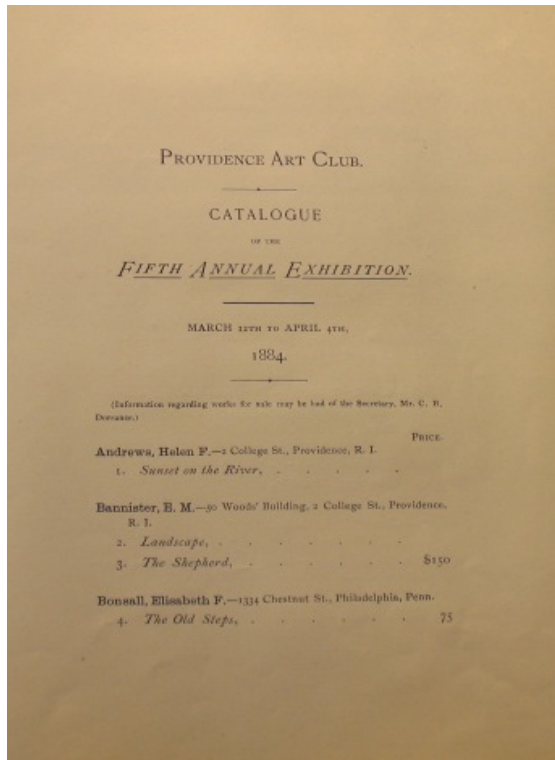 PROVIDENCE ART CLUB.
CATALOGUE
OF THE
FIFTH ANNUAL EXHIBITION.
MARCH 12TH TO APRIL 4TH,
1884.
(Information regarding works for sale may be had of the Secretary, Mr. C. B.
Dorrance.)
PRICE.
Andrews, Helen F.—2 College St., Providence, R. I.
1. Sunset on the River, . . . . .
Bannister, E. M.—50 Woods' Building, 2 College St., Providence,
R. I.
2. Landscape, . . . . . .
3. The Shepherd, . . . . . . $150
Bonsall, Elisabeth F.—1334 Chestnut St., Philadelphia, Penn.
4. The Old Steps, . . . . . . 75